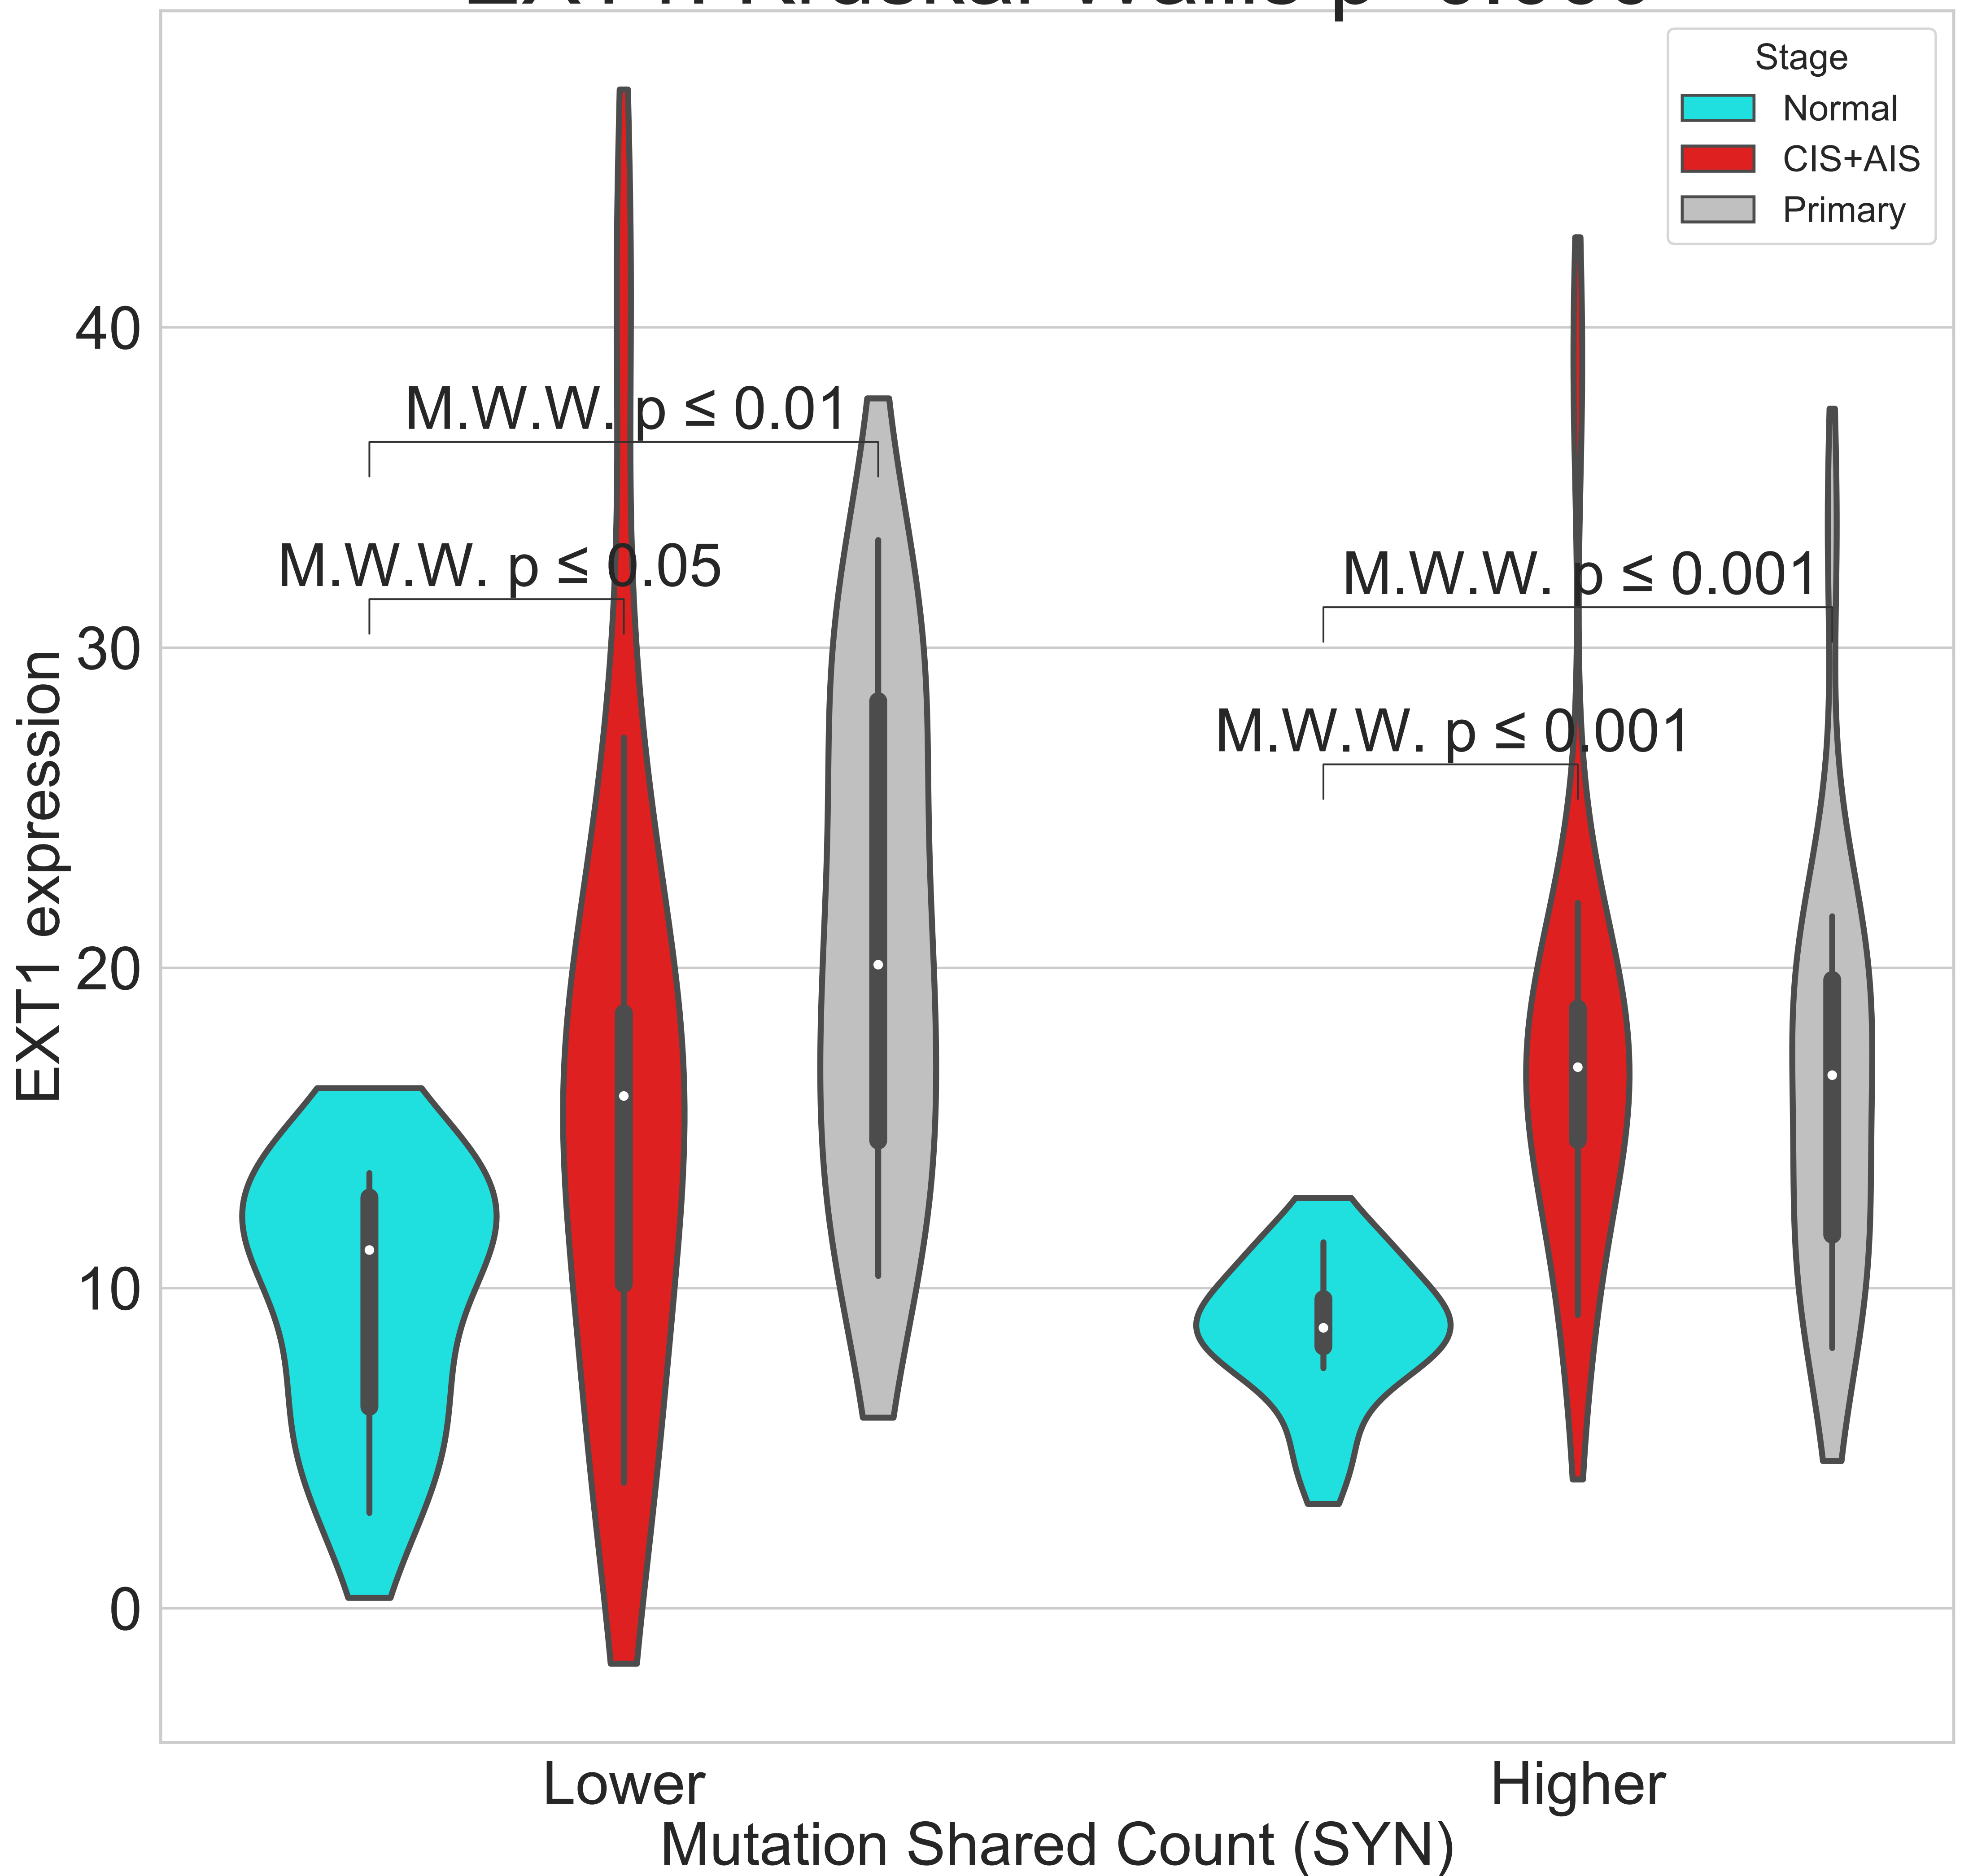 Stage
Normal
CIS+AIS
Primary
40
30
20
10
0
EXT1 expression
M.W.W. p ≤ 0.01
M.W.W. p ≤ 0.05
M.W.W. p ≤ 0.001
M.W.W. p ≤ 0.001
Lower
Higher
Mutation Shared Count (SYN)